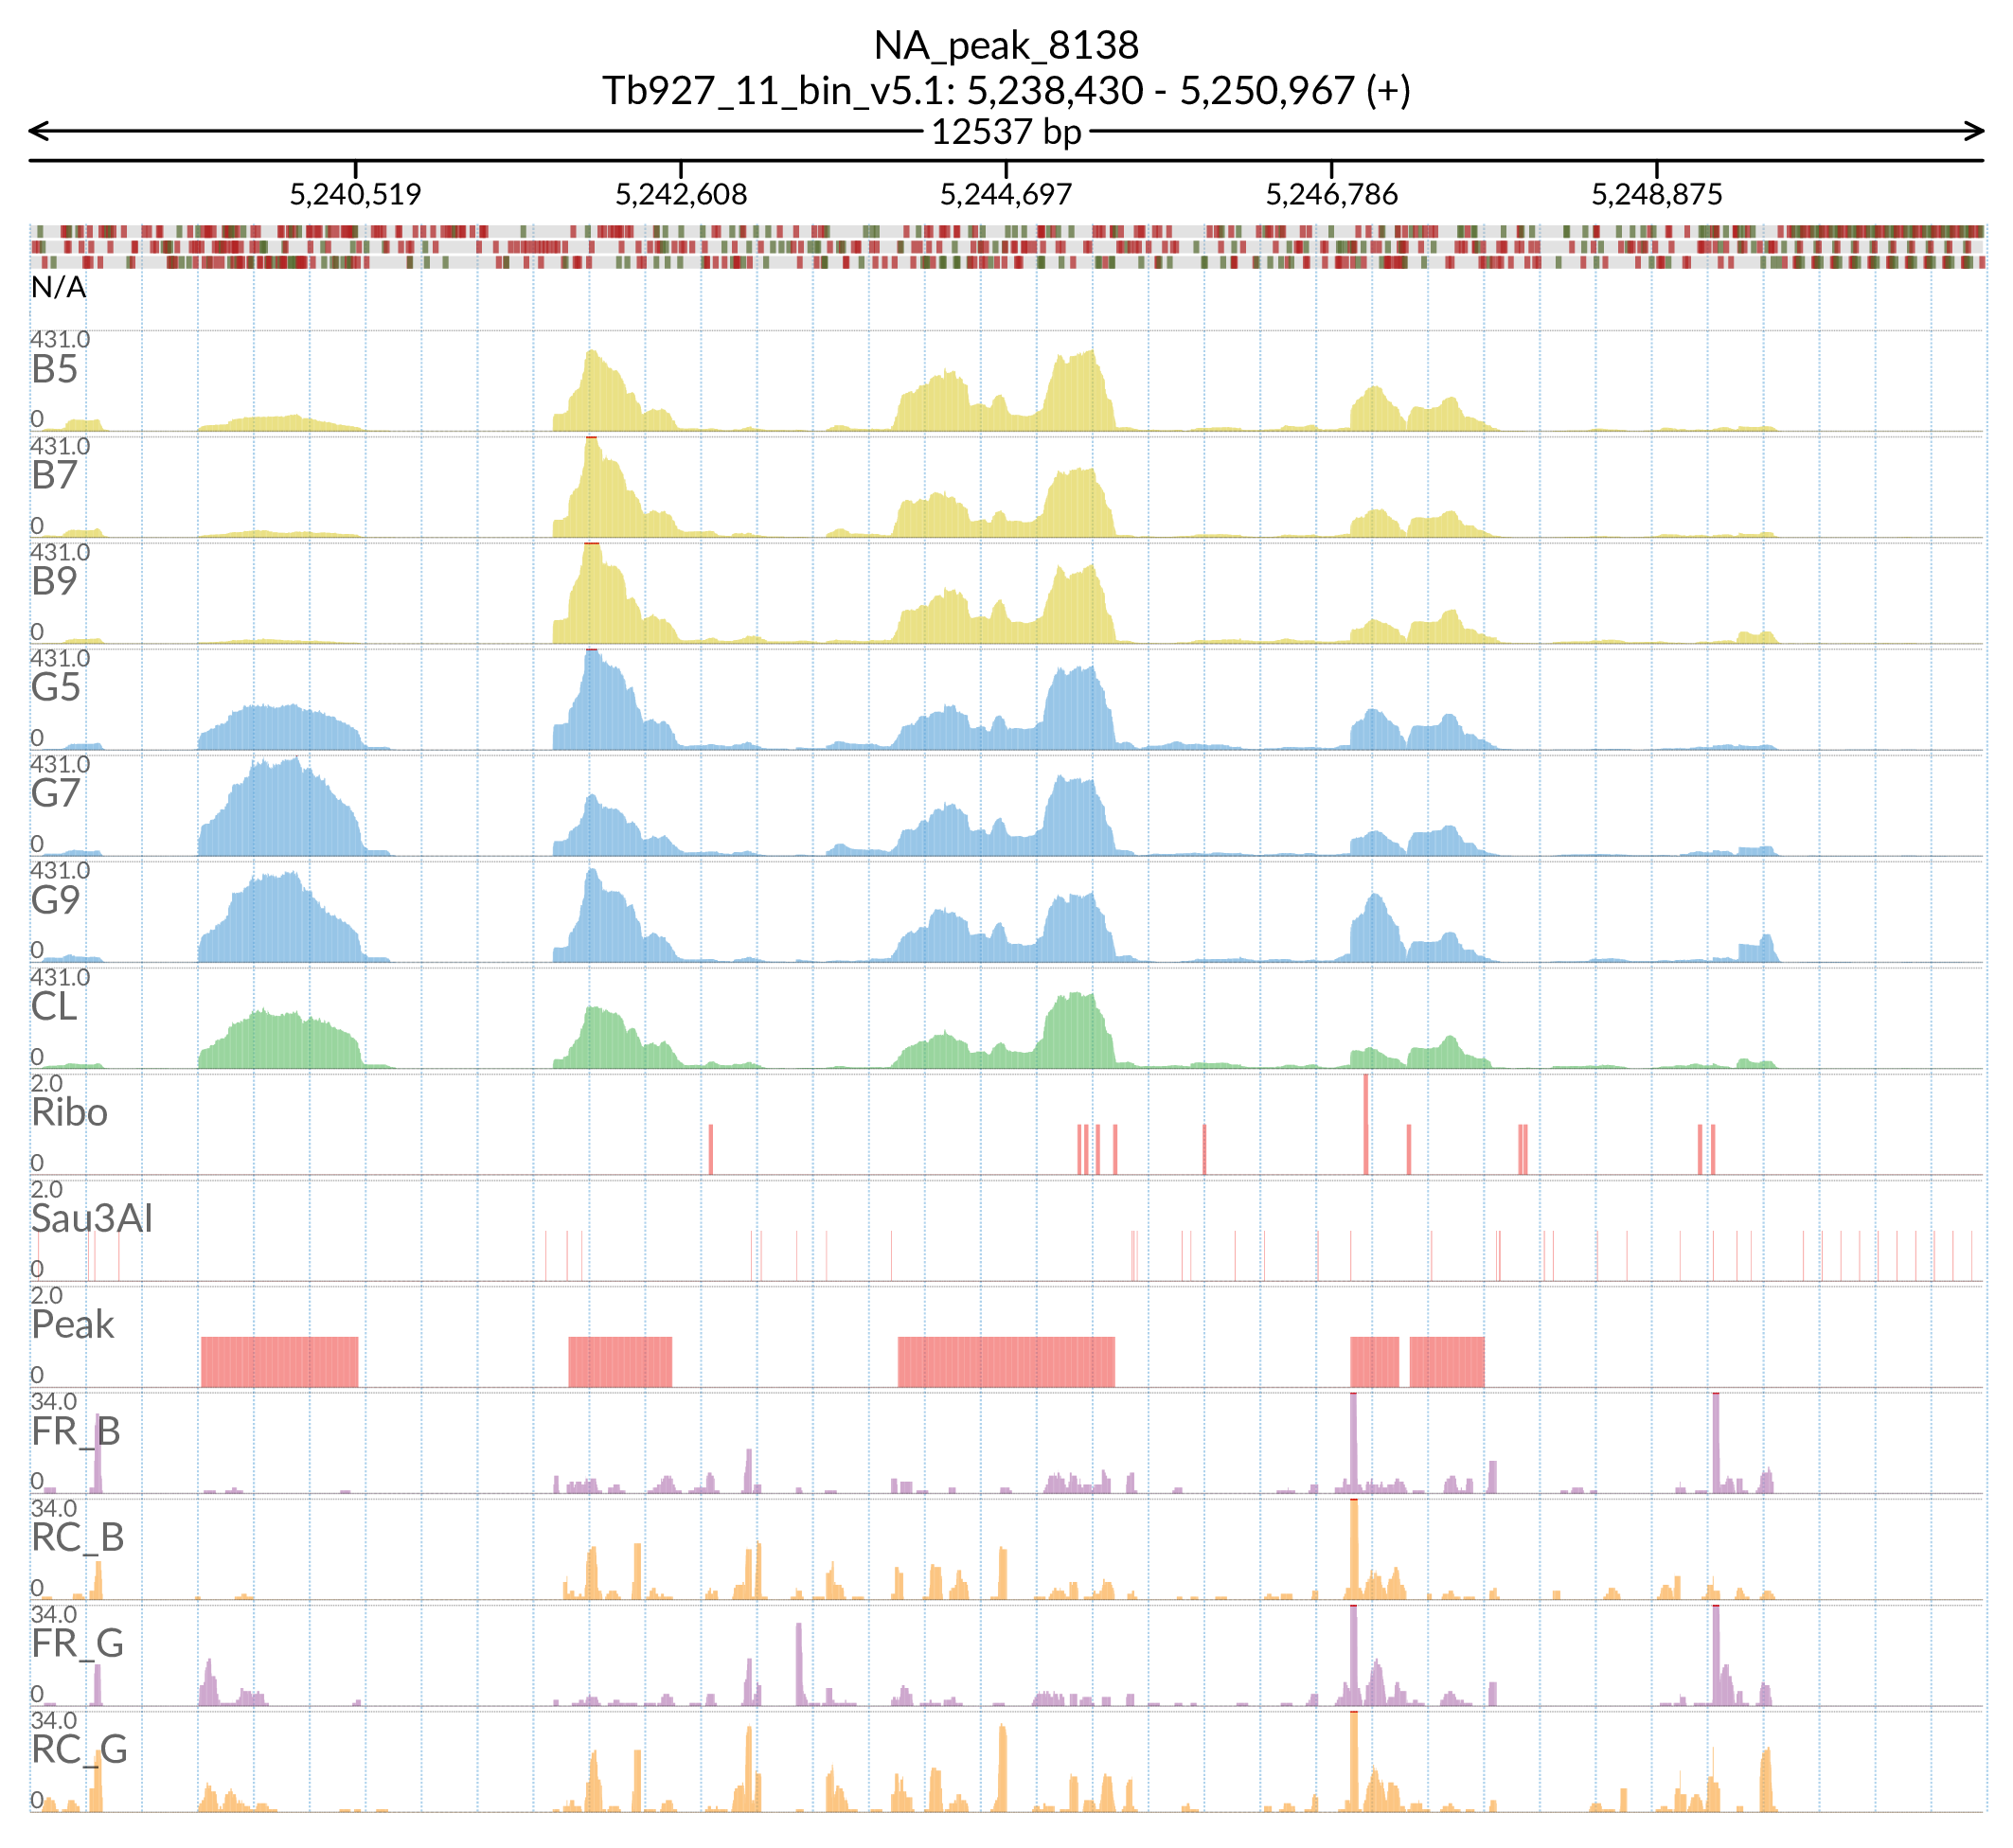 NA_peak_8138
Tb927_11_bin_v5.1: 5,238,430 - 5,250,967 (+)
12537 bp
5,240,519 5,242,608 5,244,697 5,246,786 5,248,875
N/A
431.0
B5
0
431.0
B7
0
431.0
B9
0
431.0
G5
0
431.0
G7
0
431.0
G9
0
431.0
CL
0
2.0
Ribo
0
2.0
Sau3AI
0
2.0
Peak
0
34.0
FR_B
0
34.0
RC_B
0
34.0
FR_G
0
34.0
RC_G
0